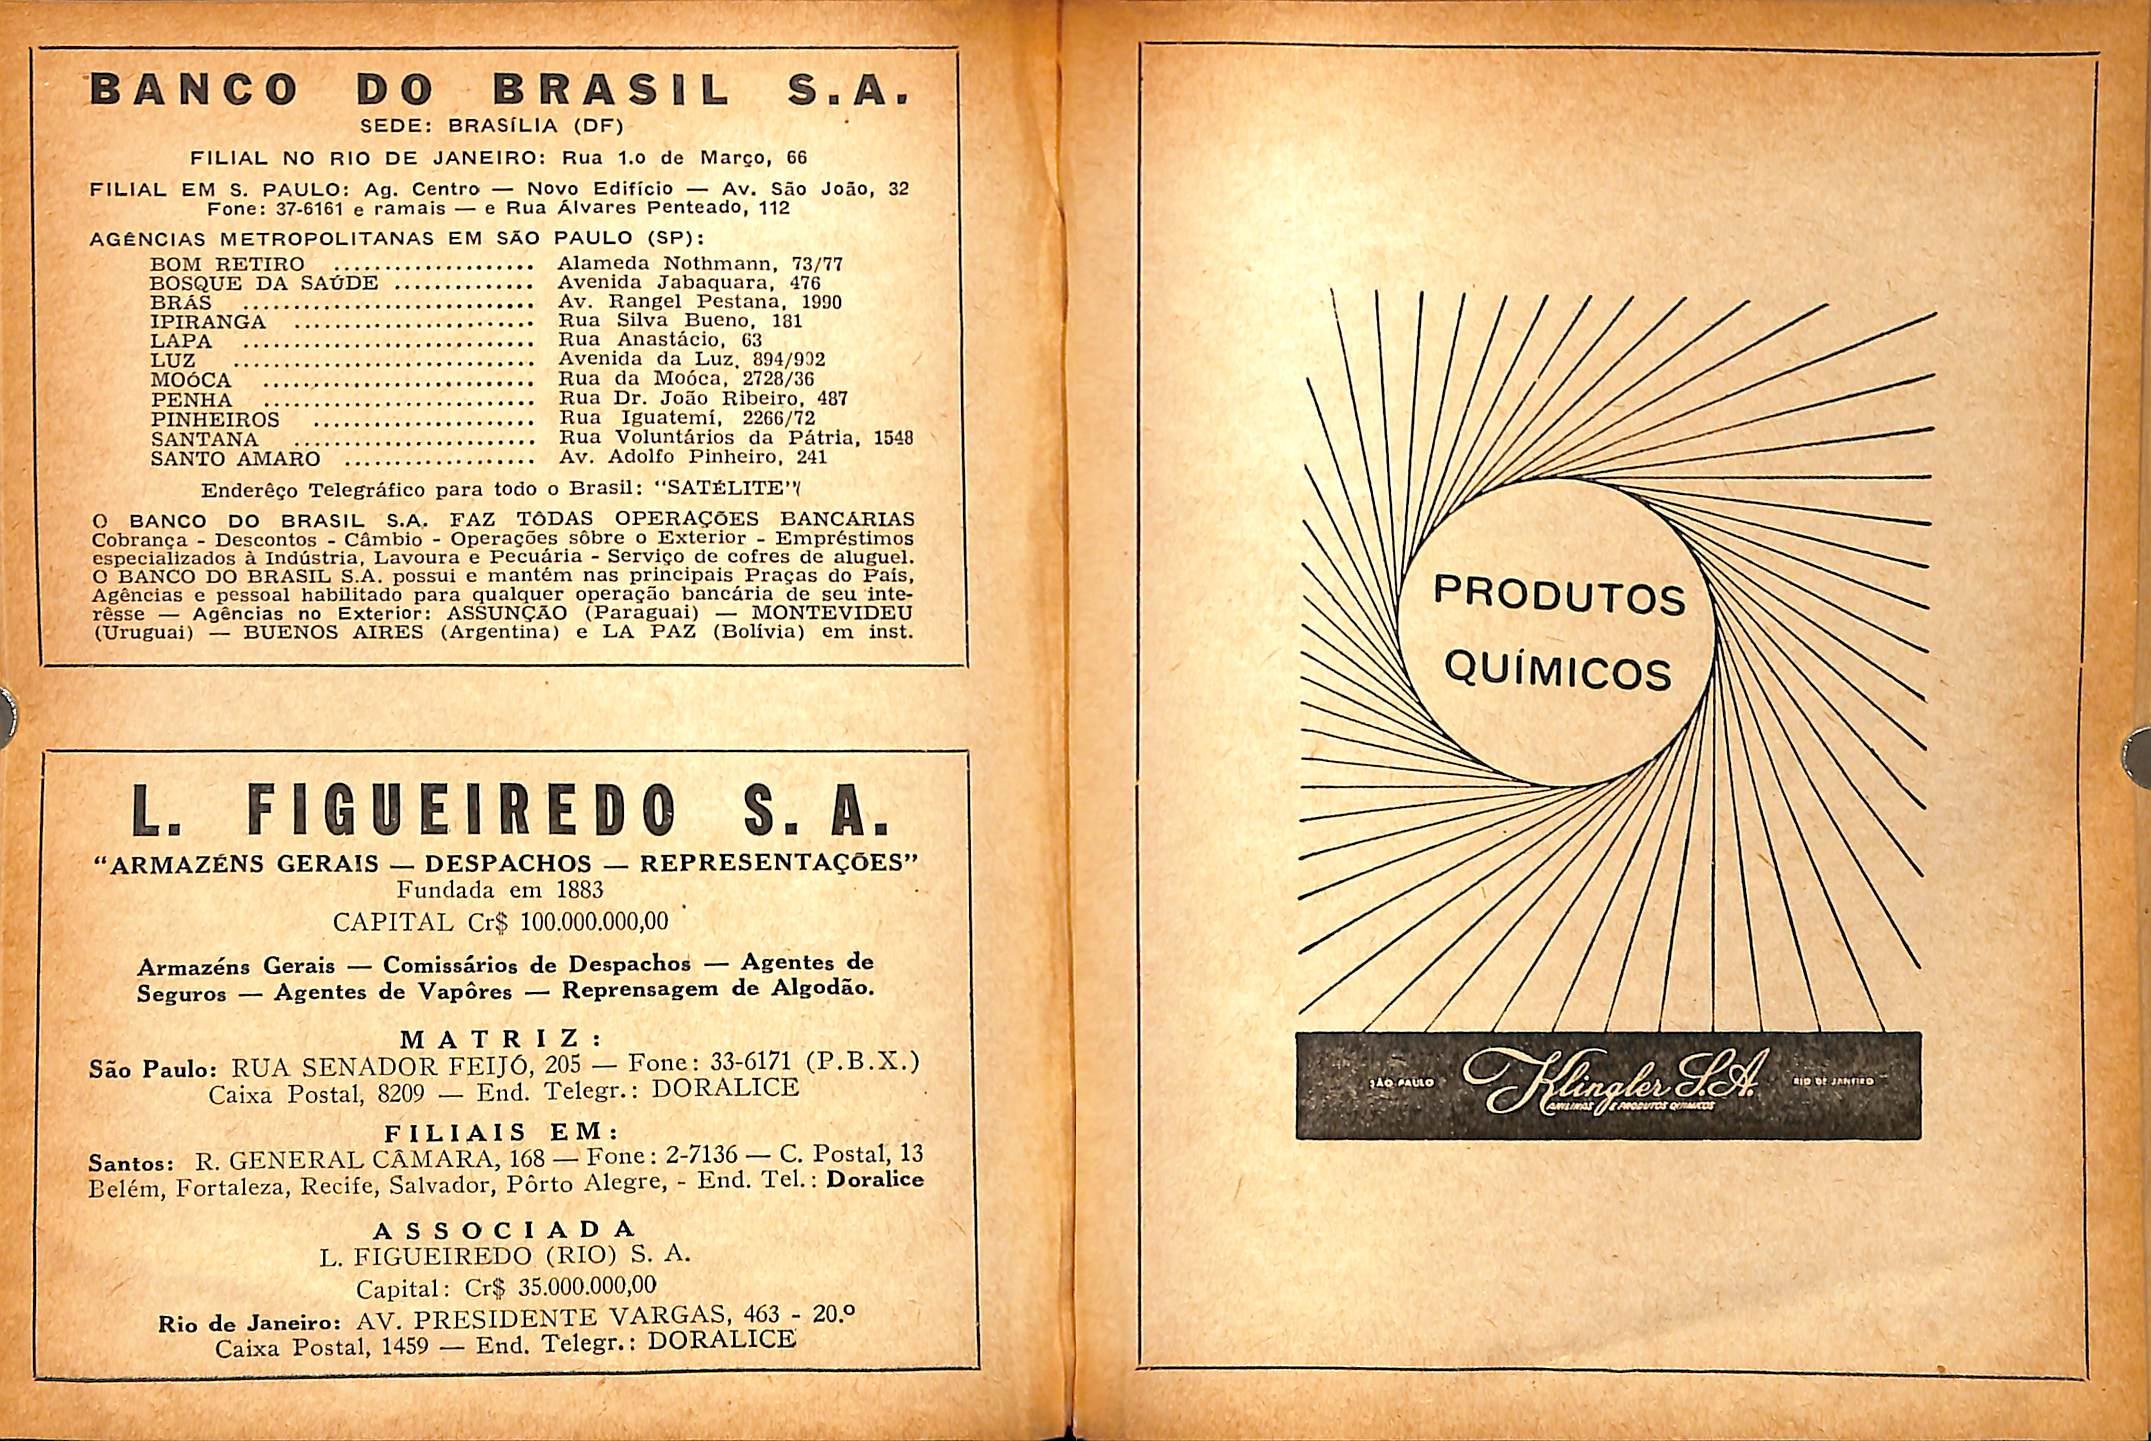 BANCO DO BRASIL S.A.
SEDE: BRASÍLIA (DF)
FILIAL NO RIO DE JANEIRO: Rua 1.o de Março, 66
FILIAL EM S. PAULO: Ag. Centro — Novo Edifício — Av. São João, 32
Fone: 37-6161 e ramais — e Rua Álvares Penteado, 112
AGÊNCIAS METROPOLITANAS EM SÃO PAULO (SP):
BOM RETIRO .................... Alameda Nothmann, 73/77
BOSQUE DA SAÚDE .............. Avenida Jabaquara, 476
BRÁS ............................. Av. Rangel Pestana, 1990
IPIRANGA ........................ Rua Silva Bueno, 181
LAPA ............................. Rua Anastácio, 63
LUZ .............................. Avenida da Luz, 894/902
MOÓCA ........................... Rua da Moóca, 2728/36
PENHA ........................... Rua Dr. João Ribeiro, 487
PINHEIROS ...................... Rua Iguatemí, 2266/72
SANTANA ........................ Rua Voluntários da Pátria, 1548
SANTO AMARO ................... Av. Adolfo Pinheiro, 241
Enderêço Telegráfico para todo o Brasil: "SATÉLITE"
O BANCO DO BRASIL S.A. FAZ TÔDAS OPERAÇÕES BANCÁRIAS
Cobrança - Descontos - Câmbio - Operações sôbre o Exterior - Empréstimos
especializados à Indústria, Lavoura e Pecuária - Serviço de cofres de aluguel.
O BANCO DO BRASIL S.A. possui e mantém nas principais Praças do País,
Agências e pessoal habilitado para qualquer operação bancária de seu inte-
rêsse — Agências no Exterior: ASSUNÇÃO (Paraguai) — MONTEVIDEU
(Uruguai) — BUENOS AIRES (Argentina) e LA PAZ (Bolívia) em inst.
L. FIGUEIREDO S. A.
"ARMAZÉNS GERAIS — DESPACHOS — REPRESENTAÇÕES"
Fundada em 1883
CAPITAL Cr$ 100.000.000,00
Armazéns Gerais — Comissários de Despachos — Agentes de
Seguros — Agentes de Vapôres — Reprensagem de Algodão.
MATRIZ:
São Paulo: RUA SENADOR FEIJÓ, 205 — Fone: 33-6171 (P.B.X.)
Caixa Postal, 8209 — End. Telegr.: DORALICE
FILIAIS EM:
Santos: R. GENERAL CÂMARA, 168 — Fone: 2-7136 — C. Postal, 13
Belém, Fortaleza, Recife, Salvador, Pôrto Alegre, - End. Tel.: Doralice
ASSOCIADA
L. FIGUEIREDO (RIO) S. A.
Capital: Cr$ 35.000.000,00
Rio de Janeiro: AV. PRESIDENTE VARGAS, 463 - 20.º
Caixa Postal, 1459 — End. Telegr.: DORALICE
PRODUTOS
QUÍMICOS
SÃO PAULO Klingler S.A. RIO DE JANEIRO
ANILINAS E PRODUTOS QUIMICOS